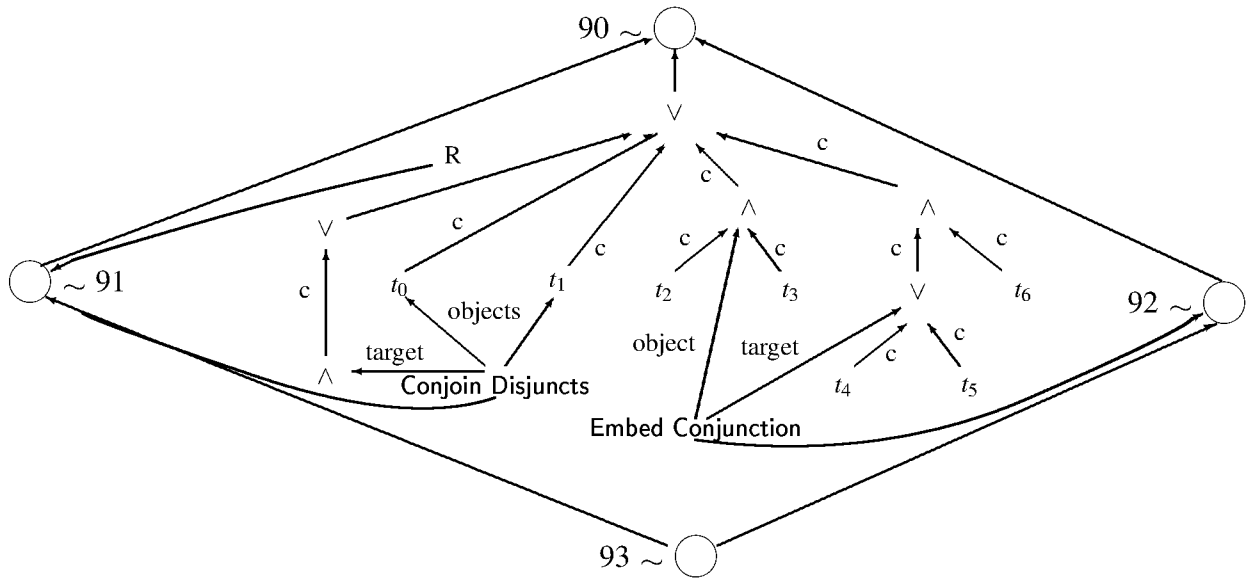 90 ~
∨
c
R
c
∧
∧
∨
c
c
c
c
c
c
~ 91
c
t₀
t₁
t₂
t₃
∨
t₆
92 ~
objects
object
target
c
c
target
∧
Conjoin Disjuncts
t₄
t₅
Embed Conjunction
93 ~